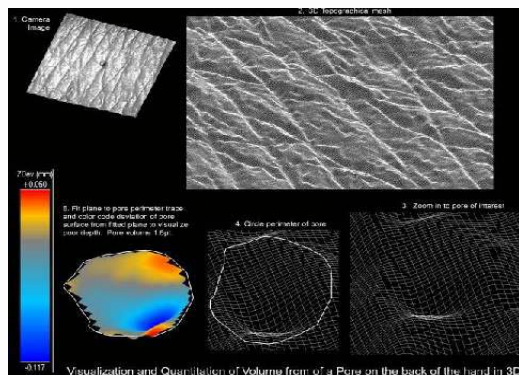 1. Camera
Image
2. 3D Topographical mesh
ZDev (mm)
+0.050
-0.117
5. Fit plane to pore perimeter trace
and color code deviation of pore
surface from fitted plane to visualize
pore depth. Pore volume
4. Circle perimeter of pore
3. Zoom in to pore of interest
Visualization and Quantitation of Volume from of a Pore on the back of the hand in 3D